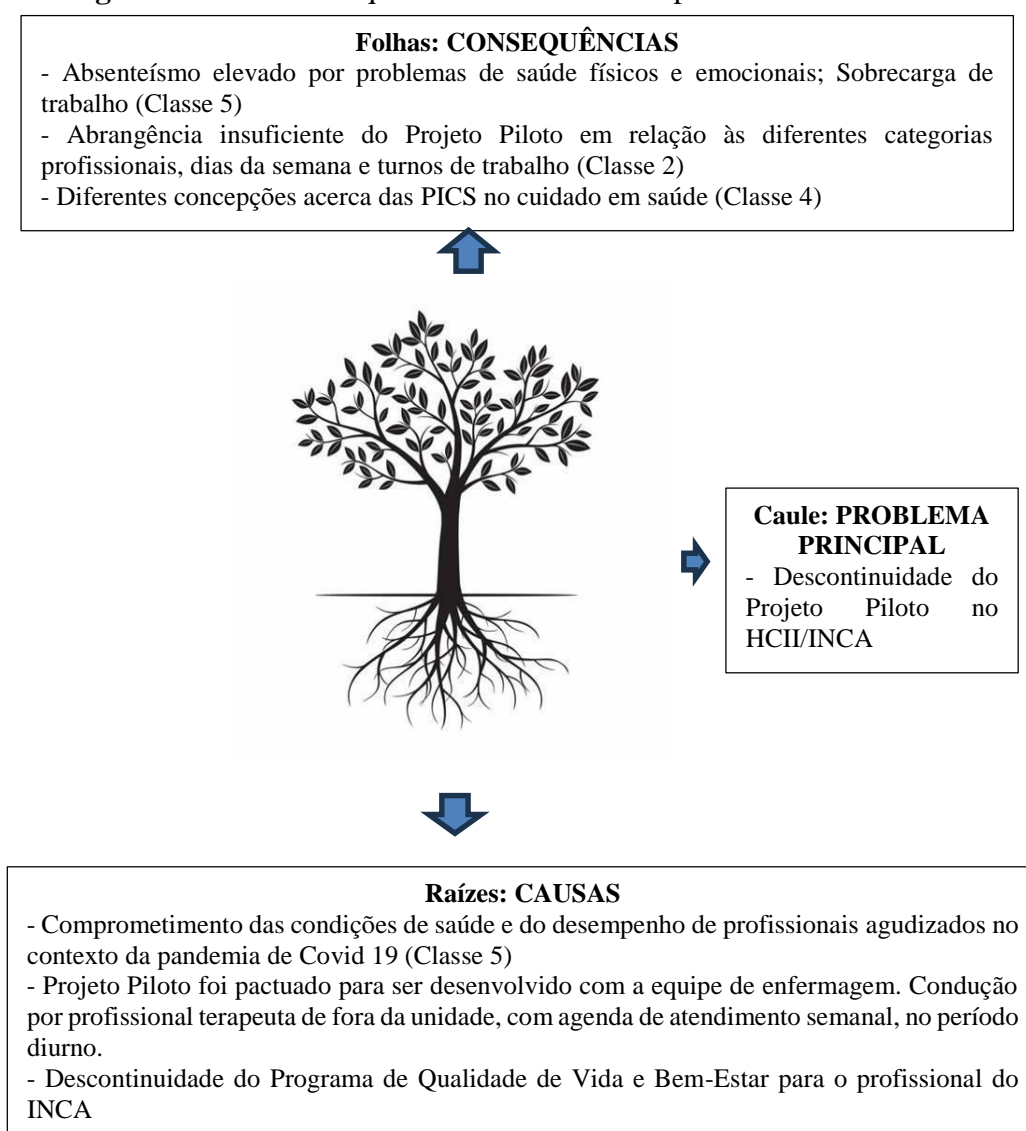 Folhas: CONSEQUÊNCIAS
- Absenteísmo elevado por problemas de saúde físicos e emocionais; Sobrecarga de
trabalho (Classe 5)
- Abrangência insuficiente do Projeto Piloto em relação às diferentes categorias
profissionais, dias da semana e turnos de trabalho (Classe 2)
- Diferentes concepções acerca das PICS no cuidado em saúde (Classe 4)
Caule: PROBLEMA
PRINCIPAL
- Descontinuidade do
Projeto Piloto no
HCII/INCA
Raízes: CAUSAS
- Comprometimento das condições de saúde e do desempenho de profissionais agudizados no
contexto da pandemia de Covid 19 (Classe 5)
- Projeto Piloto foi pactuado para ser desenvolvido com a equipe de enfermagem. Condução
por profissional terapeuta de fora da unidade, com agenda de atendimento semanal, no período
diurno.
- Descontinuidade do Programa de Qualidade de Vida e Bem-Estar para o profissional do
INCA